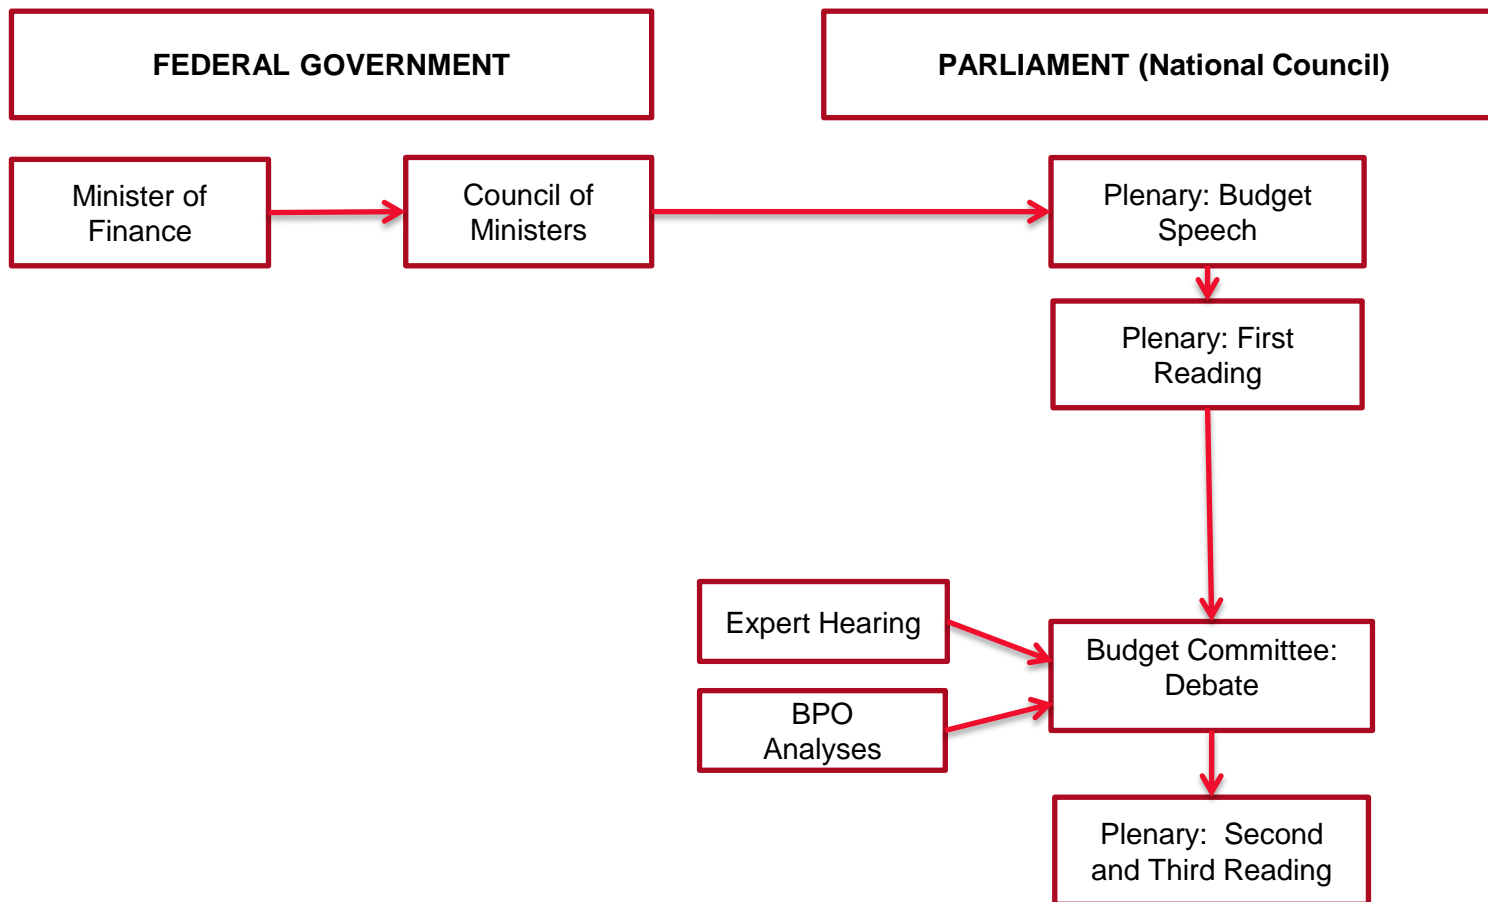 FEDERAL GOVERNMENT
PARLIAMENT (National Council)
Minister of
Finance
Council of
Ministers
Plenary: Budget
Speech
Plenary: First
Reading
Expert Hearing
BPO
Analyses
Budget Committee:
Debate
Plenary:  Second
and Third Reading